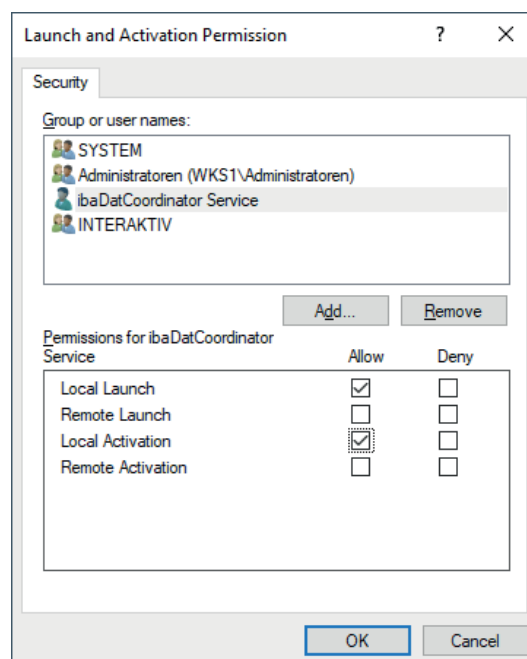 Launch and Activation Permission ?
Security
Group or user names:
SYSTEM
Administratoren (WKS1\Administratoren)
ibaDatCoordinator Service
INTERAKTIV
Add... Remove
Permissions for ibaDatCoordinator
Service Allow Deny
Local Launch
Remote Launch
Local Activation
Remote Activation
OK Cancel